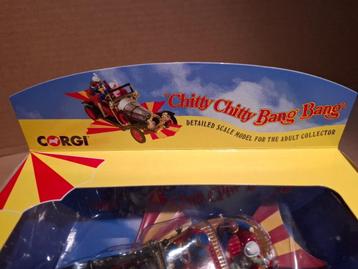 "Chitty Chitty Bang Bang"
DETAILED SCALE MODEL FOR THE ADULT COLLECTOR
CORGI